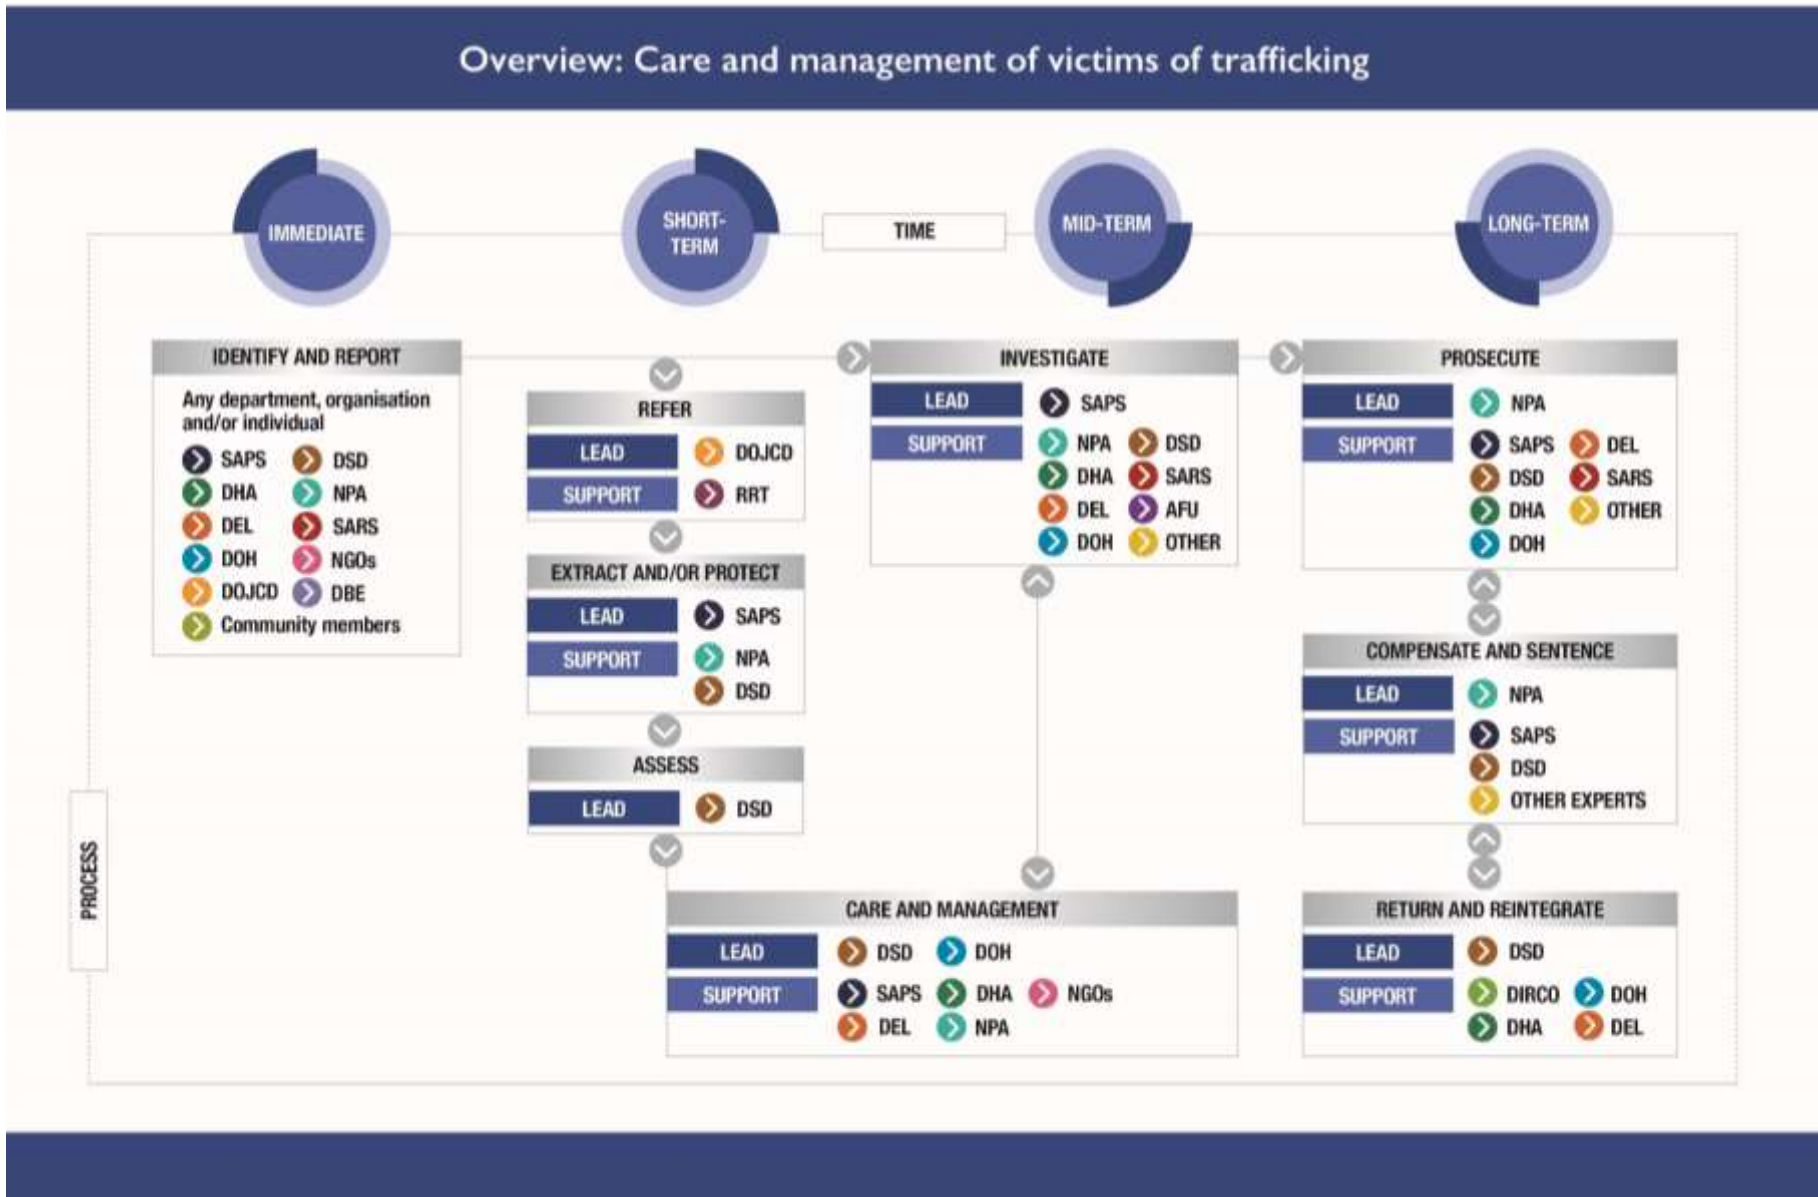 Overview: Care and management of victims of trafficking
IMMEDIATE
SHORT-
TERM
TIME
MID-TERM
LONG-TERM
PROCESS
IDENTIFY AND REPORT
Any department, organisation
and/or individual
SAPS DSD
DHA NPA
DEL SARS
DOH NGOs
DOJCD DBE
Community members
REFER
LEAD DOJCD
SUPPORT RRT
EXTRACT AND/OR PROTECT
LEAD SAPS
SUPPORT NPA
DSD
ASSESS
LEAD DSD
CARE AND MANAGEMENT
LEAD DSD DOH
SUPPORT SAPS DHA NGOs
DEL NPA
INVESTIGATE
LEAD SAPS
SUPPORT NPA DSD
DHA SARS
DEL AFU
DOH OTHER
PROSECUTE
LEAD NPA
SUPPORT SAPS DEL
DSD SARS
DHA OTHER
DOH
COMPENSATE AND SENTENCE
LEAD NPA
SUPPORT SAPS
DSD
OTHER EXPERTS
RETURN AND REINTEGRATE
LEAD DSD
SUPPORT DIRCO DOH
DHA DEL